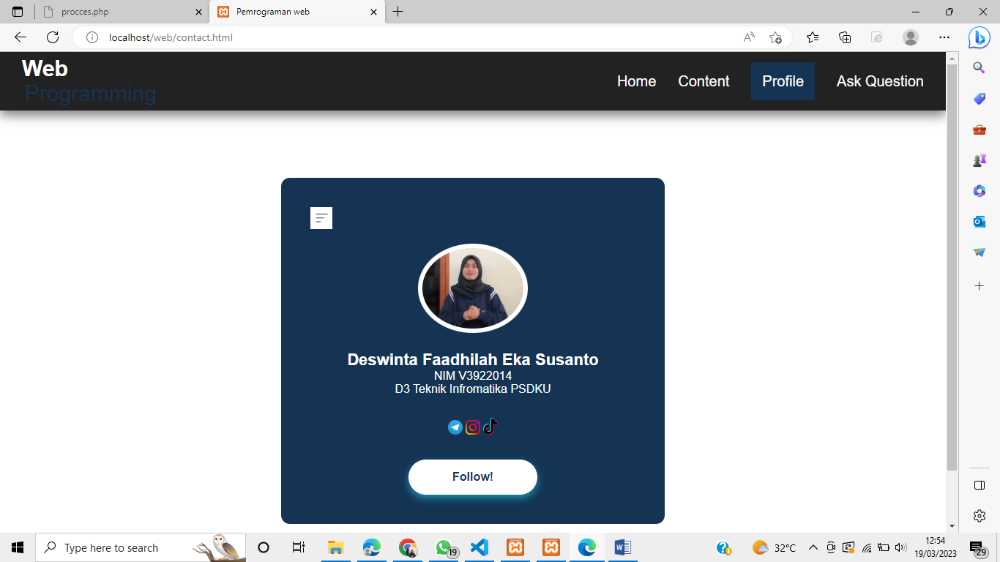 procces.php
Pemrograman web
localhost/web/contact.html
Web
Programming
Home Content Profile Ask Question
Deswinta Faadhilah Eka Susanto
NIM V3922014
D3 Teknik Infromatika PSDKU
Follow!
Type here to search
19
32°C
12:54
19/03/2023
29